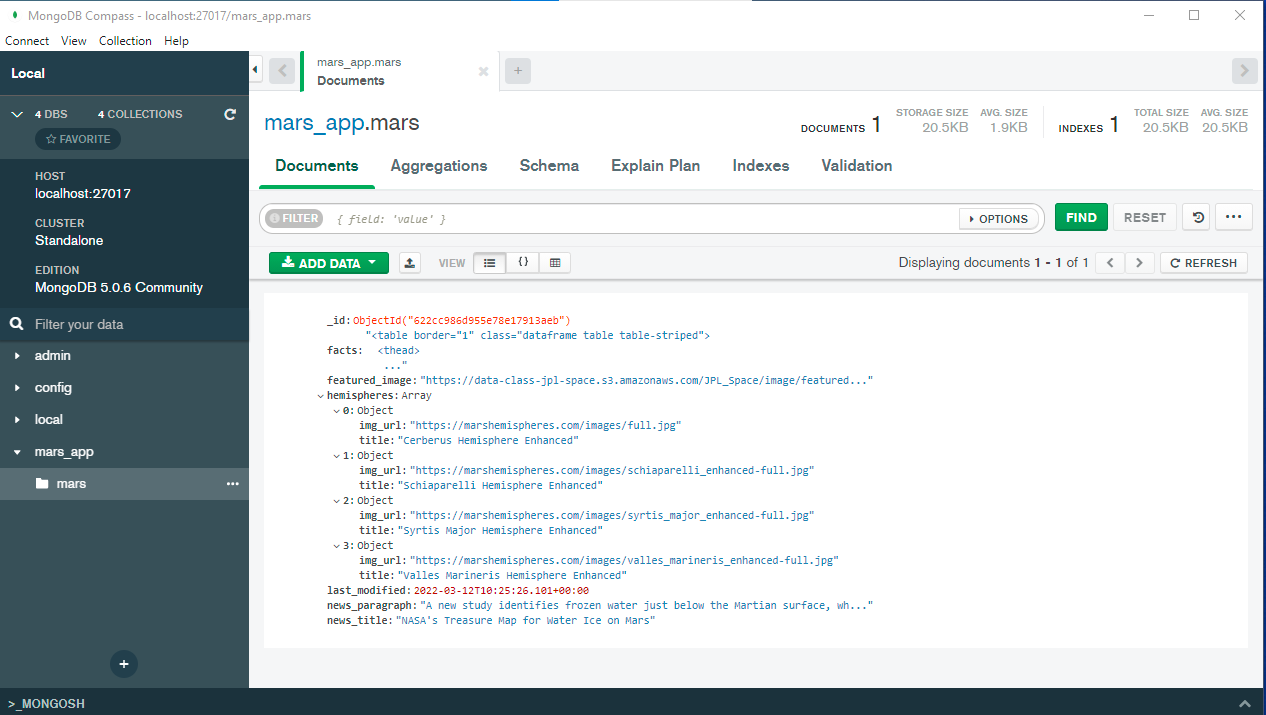 MongoDB Compass - localhost:27017/mars_app.mars
Connect View Collection Help
Local
4 DBS 4 COLLECTIONS
FAVORITE
HOST
localhost:27017
CLUSTER
Standalone
EDITION
MongoDB 5.0.6 Community
Filter your data
admin
config
local
mars_app
mars
>_MONGOSH
mars_app.mars
Documents
mars_app.mars
DOCUMENTS 1
STORAGE SIZE
20.5KB
AVG. SIZE
1.9KB
INDEXES 1
TOTAL SIZE
20.5KB
AVG. SIZE
20.5KB
Documents Aggregations Schema Explain Plan Indexes Validation
FILTER { field: 'value' } OPTIONS FIND RESET
ADD DATA VIEW {} Displaying documents 1 - 1 of 1 REFRESH
_id: ObjectId("622cc986d955e78e17913aeb")
"<table border="1" class="dataframe table table-striped">
facts: <thead>
..."
featured_image: "https://data-class-jpl-space.s3.amazonaws.com/JPL_Space/image/featured..."
hemispheres: Array
0: Object
img_url: "https://marshemispheres.com/images/full.jpg"
title: "Cerberus Hemisphere Enhanced"
1: Object
img_url: "https://marshemispheres.com/images/schiaparelli_enhanced-full.jpg"
title: "Schiaparelli Hemisphere Enhanced"
2: Object
img_url: "https://marshemispheres.com/images/syrtis_major_enhanced-full.jpg"
title: "Syrtis Major Hemisphere Enhanced"
3: Object
img_url: "https://marshemispheres.com/images/valles_marineris_enhanced-full.jpg"
title: "Valles Marineris Hemisphere Enhanced"
last_modified: 2022-03-12T10:25:26.101+00:00
news_paragraph: "A new study identifies frozen water just below the Martian surface, wh..."
news_title: "NASA's Treasure Map for Water Ice on Mars"